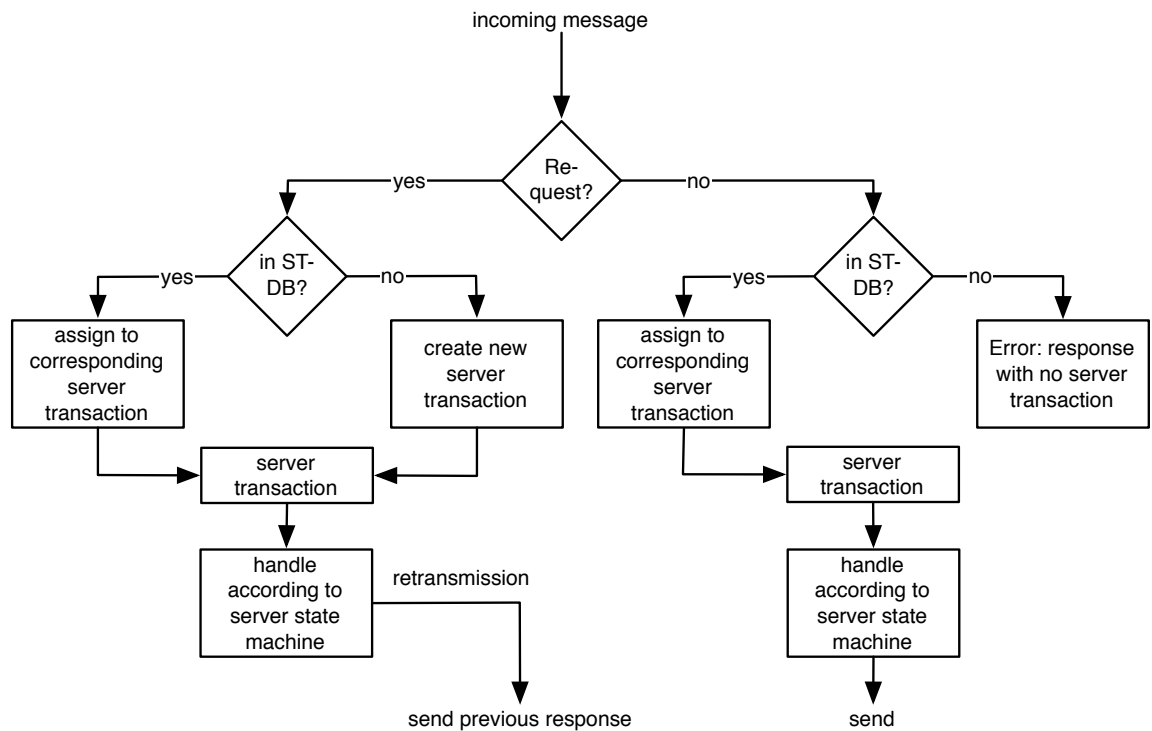 incoming message
Re-
quest?
yes
no
in ST-
DB?
yes
no
in ST-
DB?
yes
no
assign to
corresponding
server
transaction
create new
server
transaction
assign to
corresponding
server
transaction
Error: response
with no server
transaction
server
transaction
server
transaction
handle
according to
server state
machine
retransmission
handle
according to
server state
machine
send previous response
send